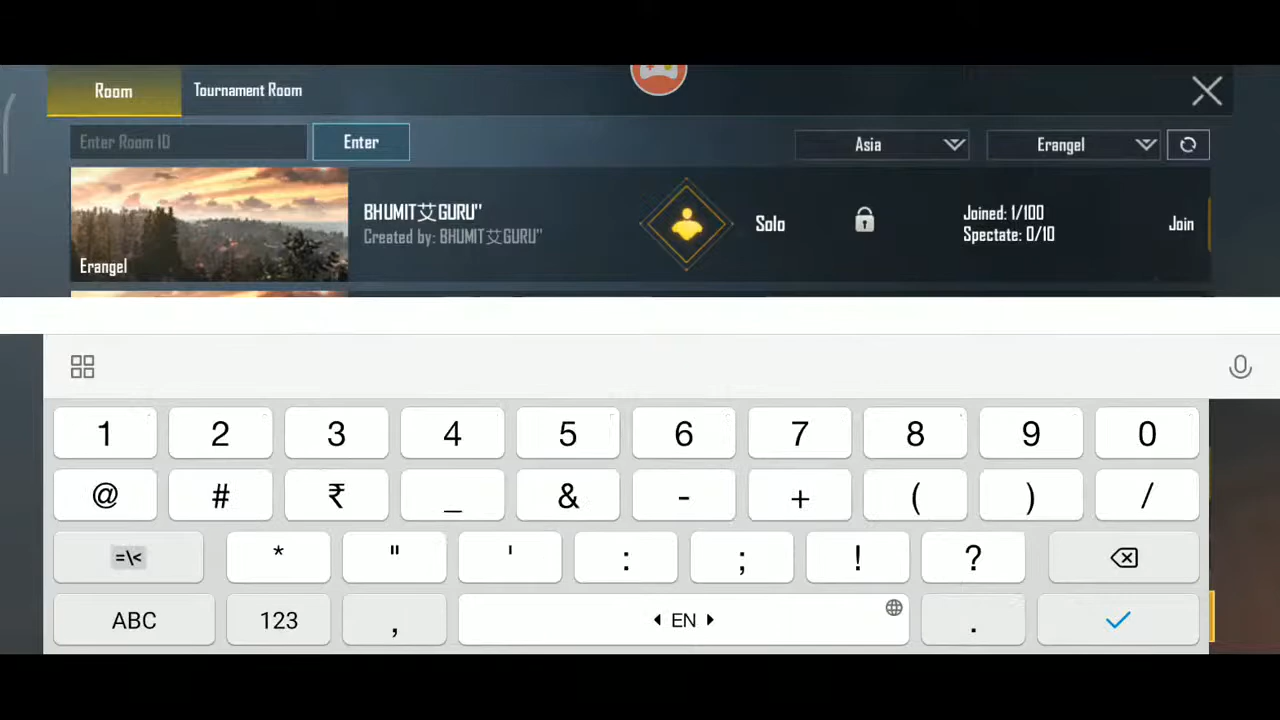 Room
Tournament Room
Enter Room ID
Enter
Asia
Erangel
BHUMIT艾GURU"
Created by: BHUMIT艾GURU"
Solo
Joined: 1/100
Spectate: 0/10
Join
Erangel
1 2 3 4 5 6 7 8 9 0
@ # ₹ _ & - + ( ) /
=\< * " ' : ; ! ?
ABC 123 , EN .